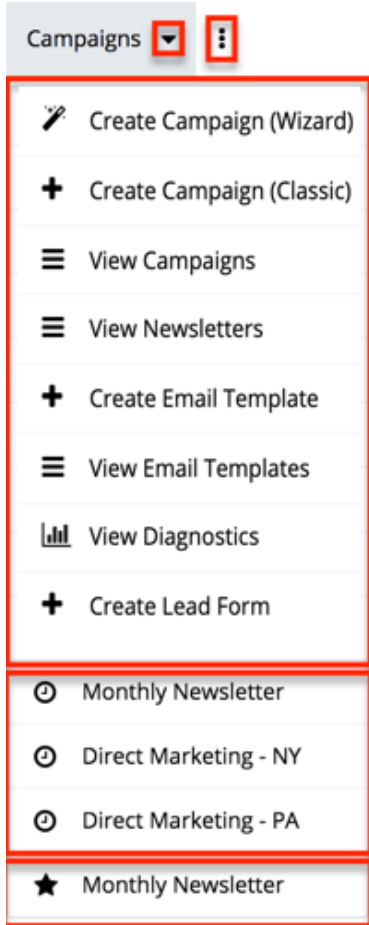 Campaigns
Create Campaign (Wizard)
Create Campaign (Classic)
View Campaigns
View Newsletters
Create Email Template
View Email Templates
View Diagnostics
Create Lead Form
Monthly Newsletter
Direct Marketing - NY
Direct Marketing - PA
Monthly Newsletter